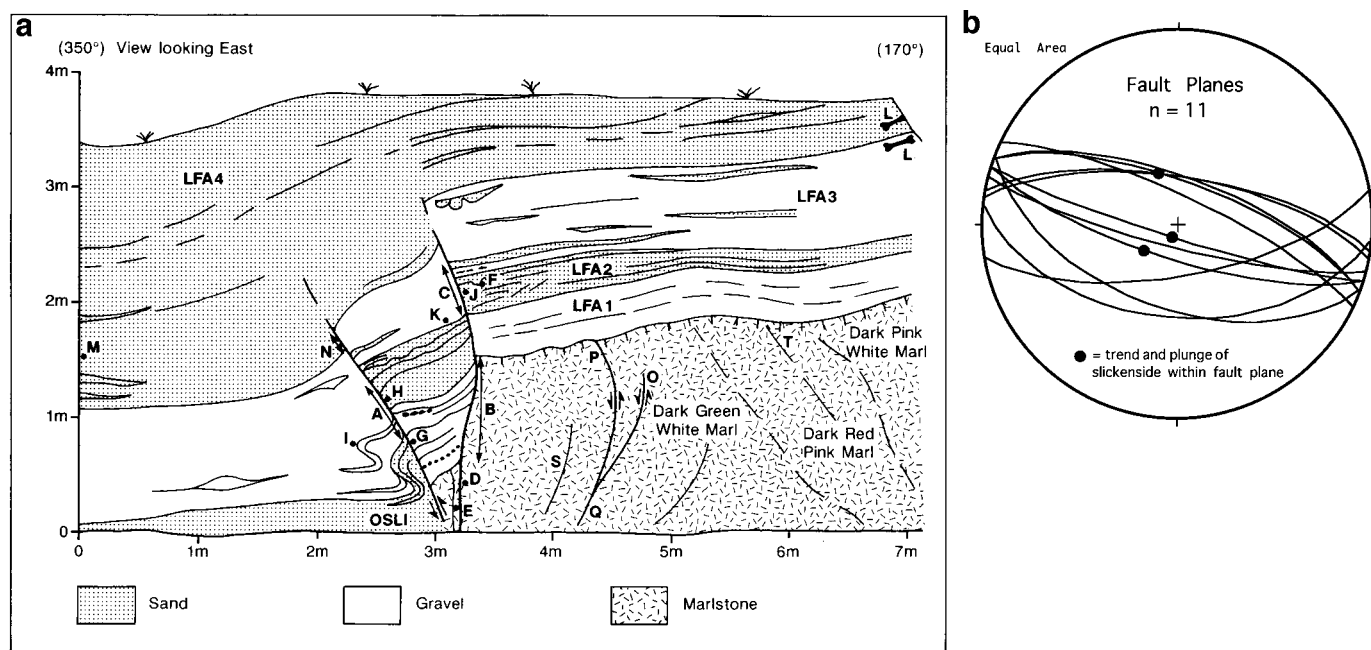 a
(350°) View looking East
(170°)
4m
3m
2m
1m
0
L
L
LFA4
LFA3
LFA2
LFA1
F
C
J
K
M
N
H
A
G
I
B
D
E
OSLI
P
O
T
S
Q
Dark Pink
White Marl
Dark Green
White Marl
Dark Red
Pink Marl
0 1m 2m 3m 4m 5m 6m 7m
Sand
Gravel
Marlstone
b
Equal Area
Fault Planes
n = 11
● = trend and plunge of
slickenside within fault plane